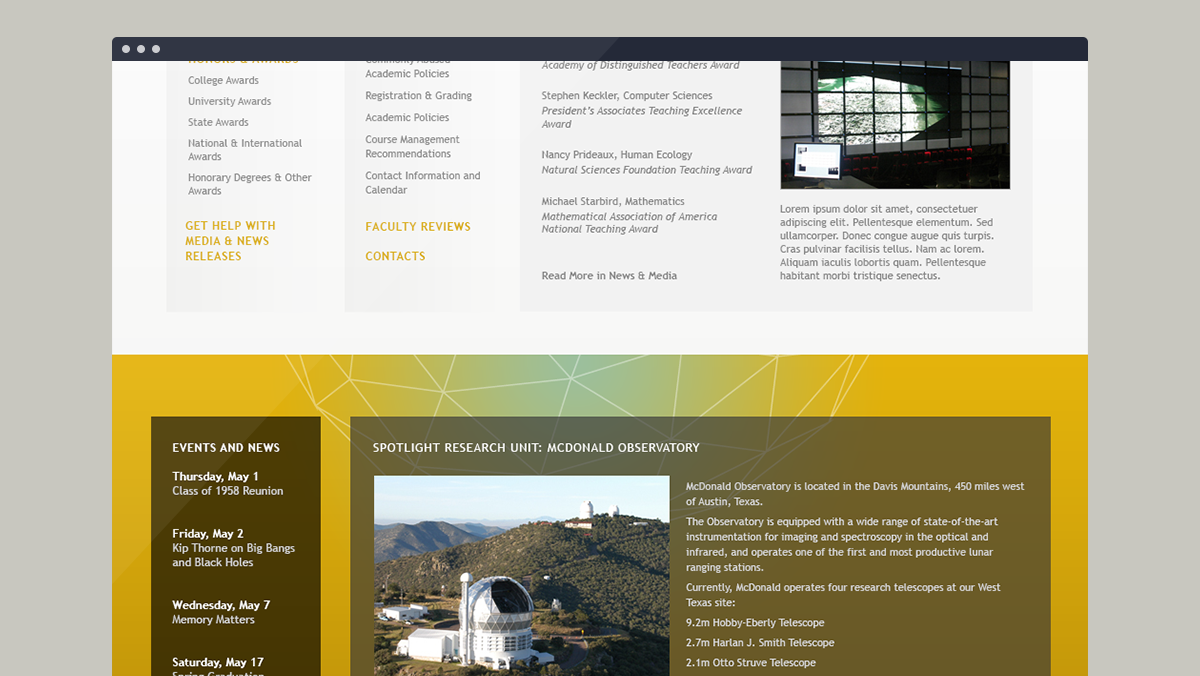 HONORS & AWARDS
College Awards
University Awards
State Awards
National & International
Awards
Honorary Degrees & Other
Awards
GET HELP WITH
MEDIA & NEWS
RELEASES
Commonly Abused
Academic Policies
Registration & Grading
Academic Policies
Course Management
Recommendations
Contact Information and
Calendar
FACULTY REVIEWS
CONTACTS
Academy of Distinguished Teachers Award
Stephen Keckler, Computer Sciences
President's Associates Teaching Excellence
Award
Nancy Prideaux, Human Ecology
Natural Sciences Foundation Teaching Award
Michael Starbird, Mathematics
Mathematical Association of America
National Teaching Award
Read More in News & Media
Lorem ipsum dolor sit amet, consectetuer
adipiscing elit. Pellentesque elementum. Sed
ullamcorper. Donec congue augue quis turpis.
Cras pulvinar facilisis tellus. Nam ac lorem.
Aliquam iaculis lobortis quam. Pellentesque
habitant morbi tristique senectus.
EVENTS AND NEWS
Thursday, May 1
Class of 1958 Reunion
Friday, May 2
Kip Thorne on Big Bangs
and Black Holes
Wednesday, May 7
Memory Matters
Saturday, May 17
Spring Graduation
SPOTLIGHT RESEARCH UNIT: MCDONALD OBSERVATORY
McDonald Observatory is located in the Davis Mountains, 450 miles west
of Austin, Texas.
The Observatory is equipped with a wide range of state-of-the-art
instrumentation for imaging and spectroscopy in the optical and
infrared, and operates one of the first and most productive lunar
ranging stations.
Currently, McDonald operates four research telescopes at our West
Texas site:
9.2m Hobby-Eberly Telescope
2.7m Harlan J. Smith Telescope
2.1m Otto Struve Telescope